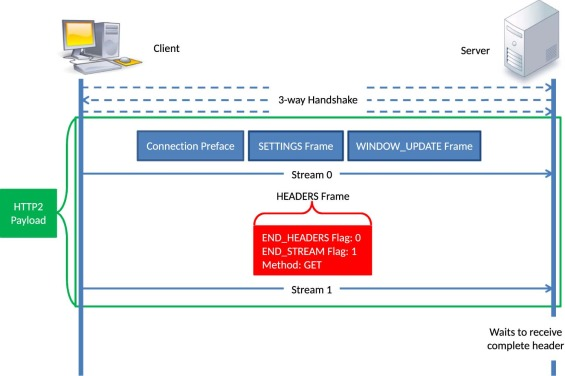 Client
Server
3-way Handshake
Connection Preface
SETTINGS Frame
WINDOW_UPDATE Frame
Stream 0
HEADERS Frame
HTTP2
Payload
END_HEADERS Flag: 0
END_STREAM Flag: 1
Method: GET
Stream 1
Waits to receive
complete header